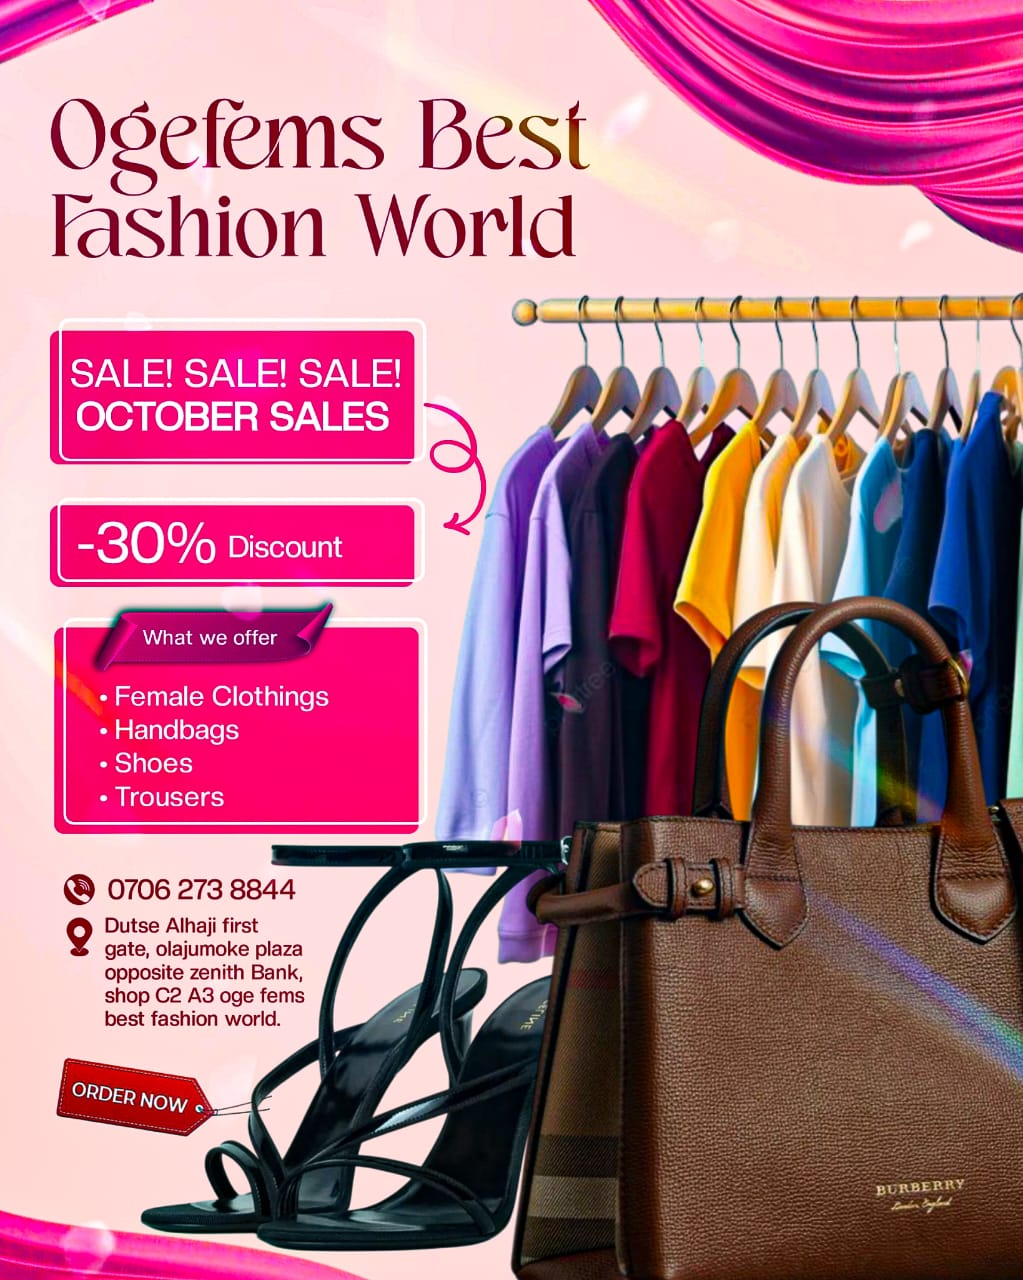 Ogefems Best
Fashion World
SALE! SALE! SALE!
OCTOBER SALES
-30% Discount
What we offer
• Female Clothings
• Handbags
• Shoes
• Trousers
0706 273 8844
Dutse Alhaji first
gate, olajumoke plaza
opposite zenith Bank,
shop C2 A3 oge fems
best fashion world.
ORDER NOW
BURBERRY
London, England